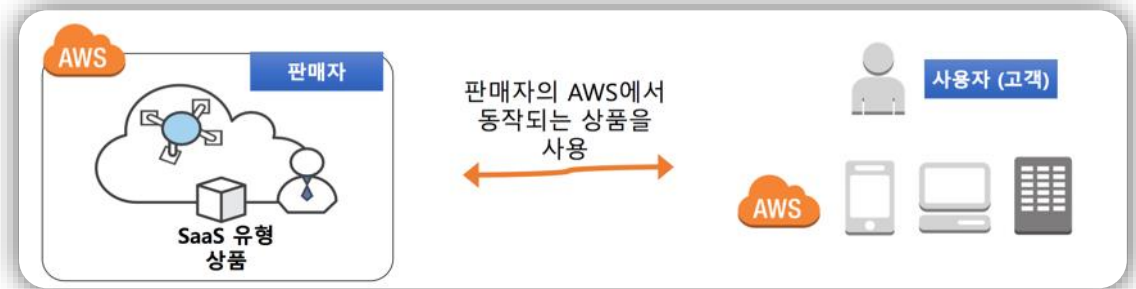 AWS
판매자
SaaS 유형
상품
판매자의 AWS에서
동작되는 상품을
사용
사용자 (고객)
AWS